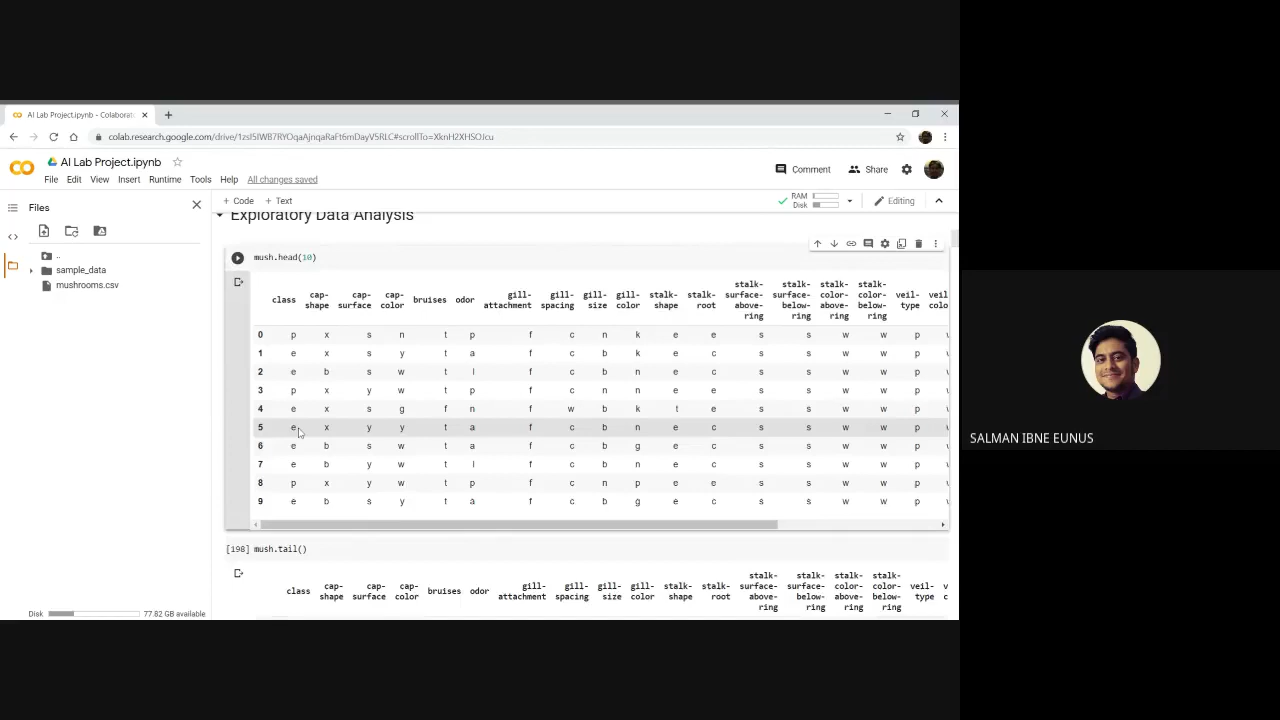 AI Lab Project.ipynb - Colaborat
colab.research.google.com/drive/1zsI5IWB7RYOqaAjnqaRaFt6mDayV5RLC#scrollTo=XknH2XHSOJcu
AI Lab Project.ipynb
Comment Share
File Edit View Insert Runtime Tools Help All changes saved
Files
+ Code + Text
RAM
Disk
Editing
Exploratory Data Analysis
..
sample_data
mushrooms.csv
mush.head(10)
class cap-shape cap-surface cap-color bruises odor gill-attachment gill-spacing gill-size gill-color stalk-shape stalk-root stalk-surface-above-ring stalk-surface-below-ring stalk-color-above-ring stalk-color-below-ring veil-type veil
0 p x s n t p f c n k e e s s w w p
1 e x s y t a f c b k e c s s w w p
2 e b s w t l f c b n e c s s w w p
3 p x y w t p f c n n e e s s w w p
4 e x s g f n f w b k t e s s w w p
5 e x y y t a f c b n e c s s w w p
6 e b s w t a f c b g e c s s w w p
7 e b y w t l f c b n e c s s w w p
8 p x y w t p f c n p e e s s w w p
9 e b s y t a f c b g e c s s w w p
[198] mush.tail()
class cap-shape cap-surface cap-color bruises odor gill-attachment gill-spacing gill-size gill-color stalk-shape stalk-root stalk-surface-above-ring stalk-surface-below-ring stalk-color-above-ring stalk-color-below-ring veil-type
Disk 77.82 GB available
SALMAN IBNE EUNUS